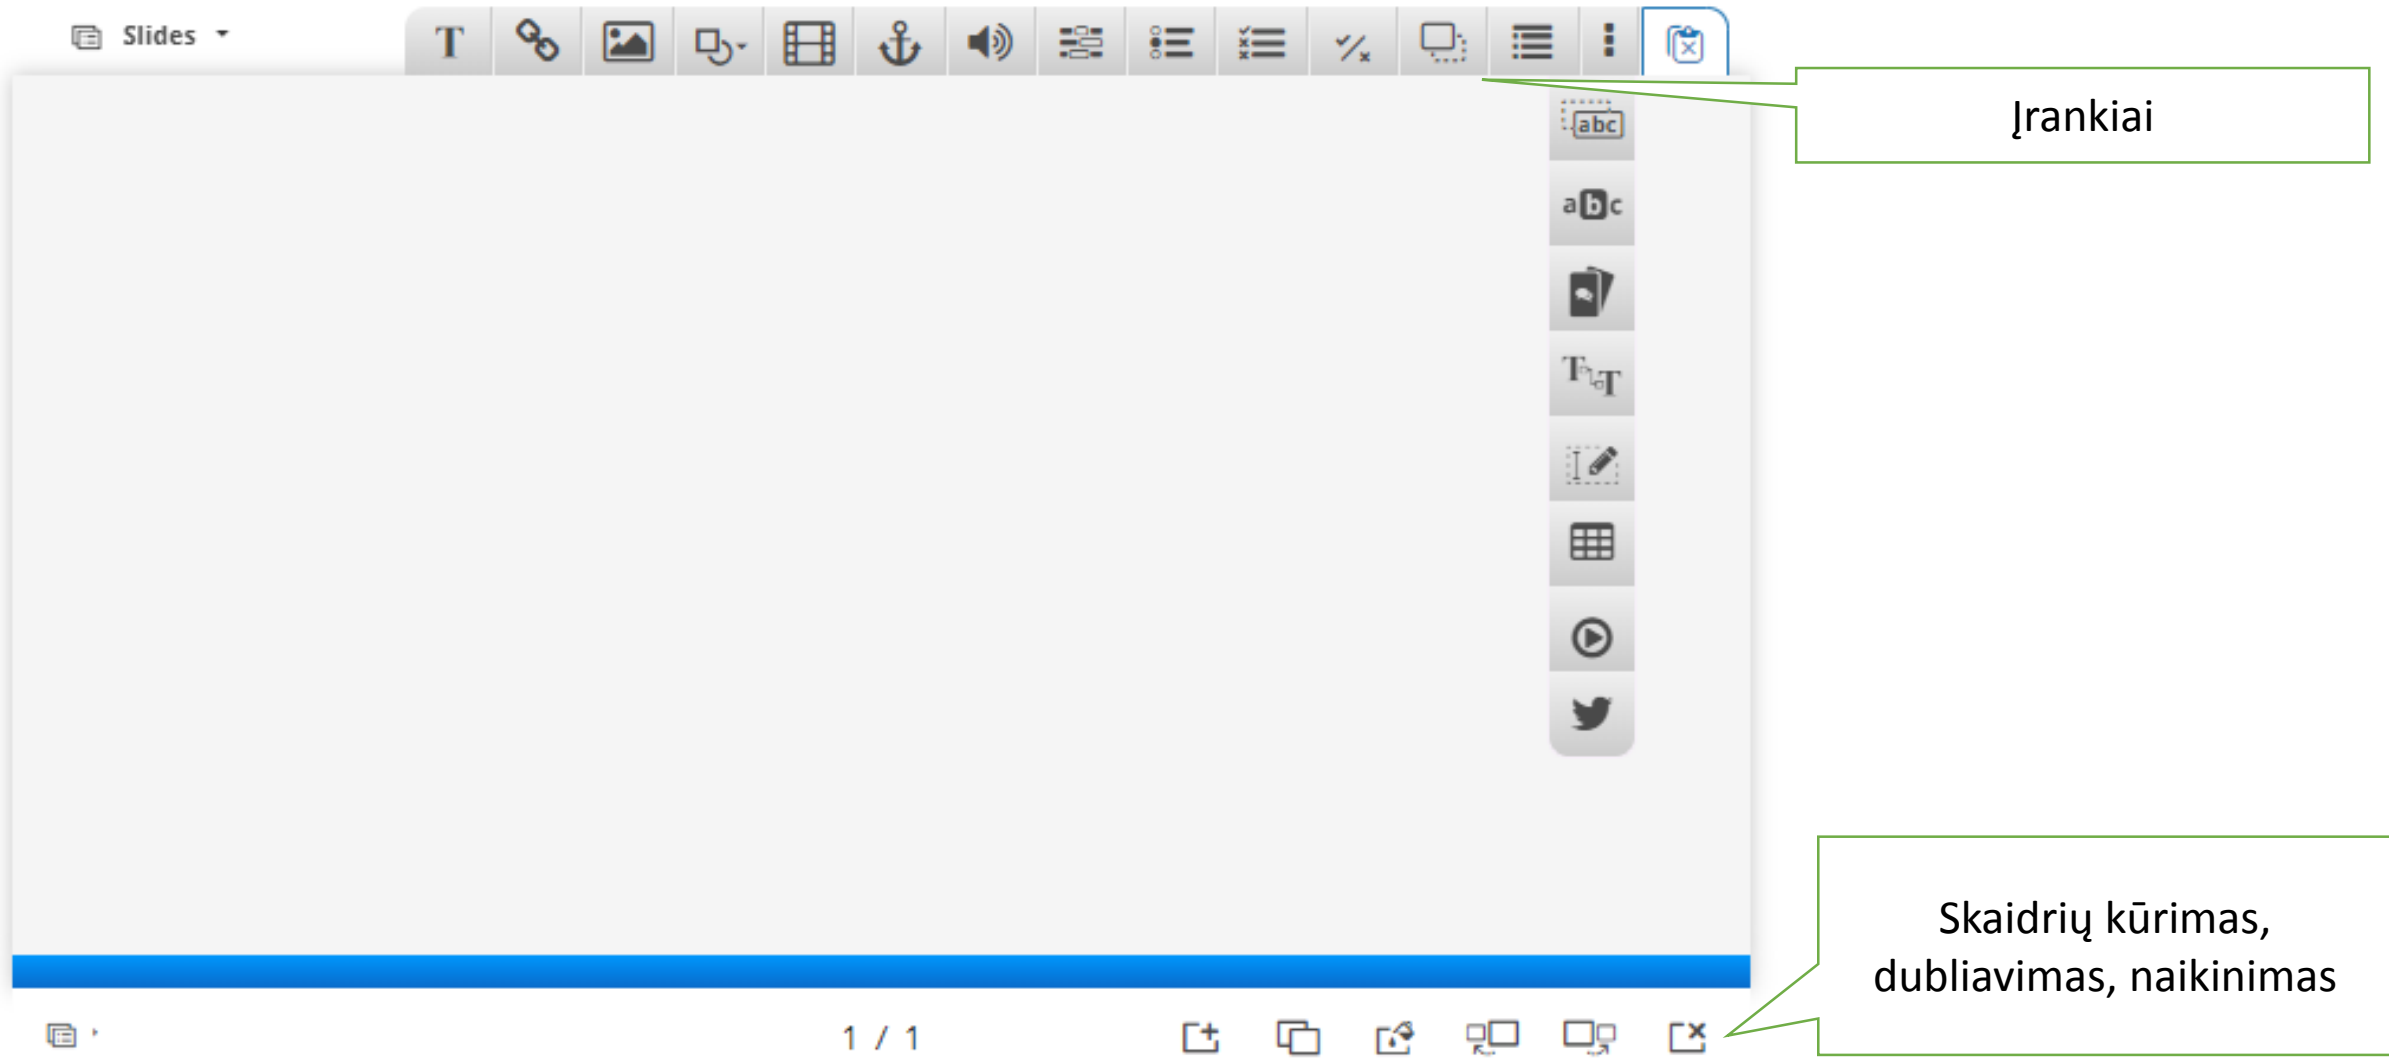 Slides
T
Įrankiai
abc
abc
T T
Skaidrių kūrimas,
dubliavimas, naikinimas
1 / 1